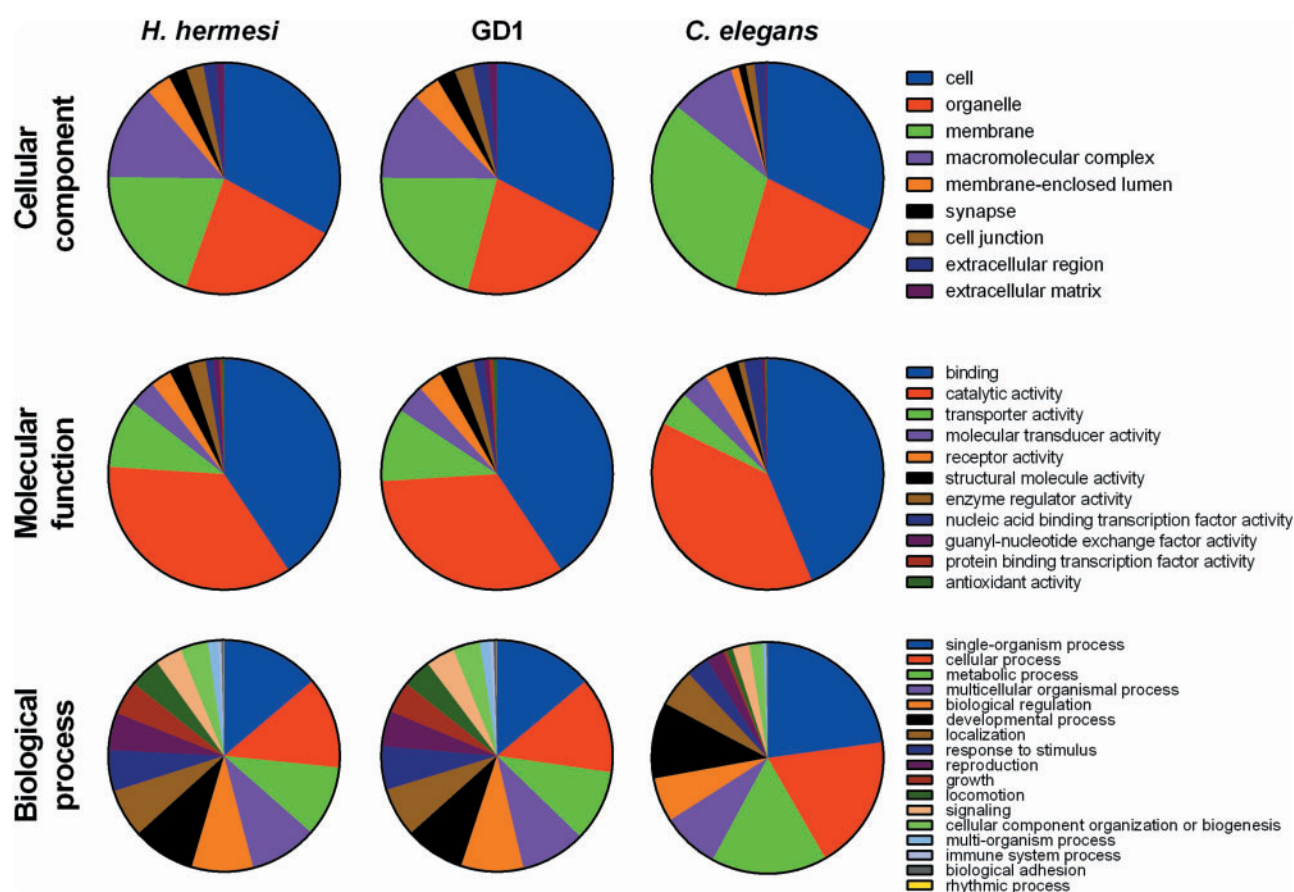 H. hermesi GD1 C. elegans
Cellular
component
cell
organelle
membrane
macromolecular complex
membrane-enclosed lumen
synapse
cell junction
extracellular region
extracellular matrix
Molecular
function
binding
catalytic activity
transporter activity
molecular transducer activity
receptor activity
structural molecule activity
enzyme regulator activity
nucleic acid binding transcription factor activity
guanyl-nucleotide exchange factor activity
protein binding transcription factor activity
antioxidant activity
Biological
process
single-organism process
cellular process
metabolic process
multicellular organismal process
biological regulation
developmental process
localization
response to stimulus
reproduction
growth
locomotion
signaling
cellular component organization or biogenesis
multi-organism process
immune system process
biological adhesion
rhythmic process